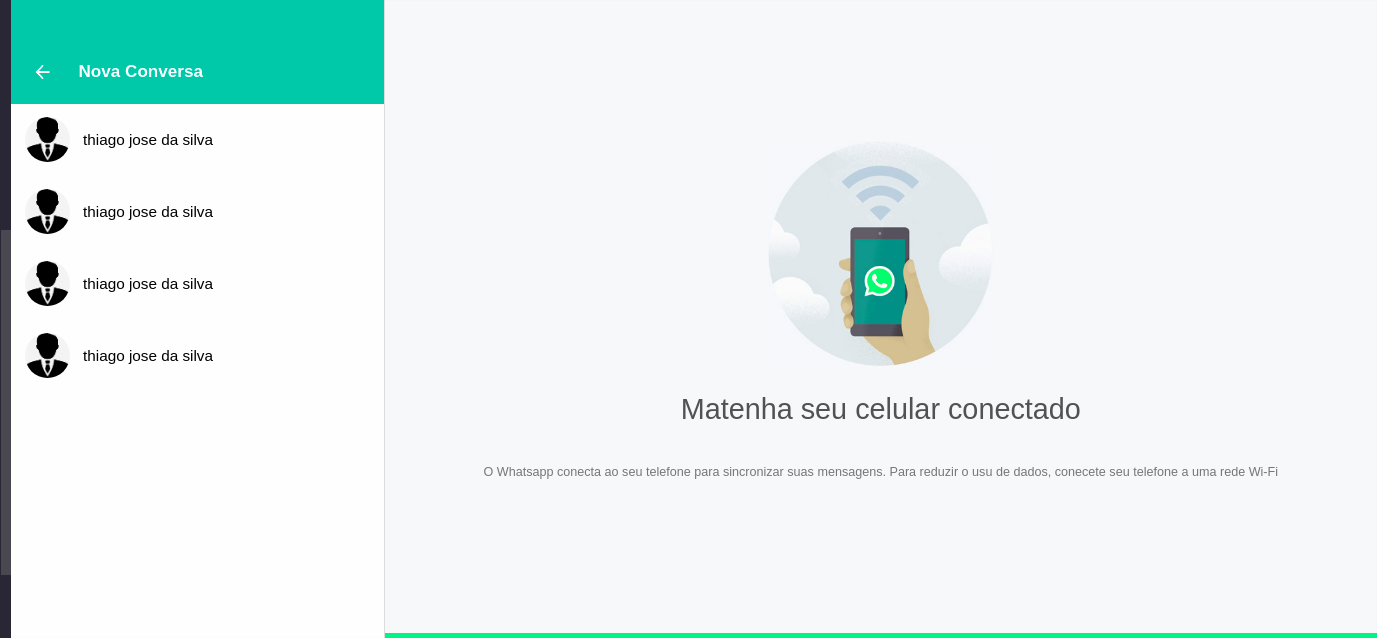 Nova Conversa
thiago jose da silva
thiago jose da silva
thiago jose da silva
thiago jose da silva
Matenha seu celular conectado
O Whatsapp conecta ao seu telefone para sincronizar suas mensagens. Para reduzir o usu de dados, conecete seu telefone a uma rede Wi-Fi